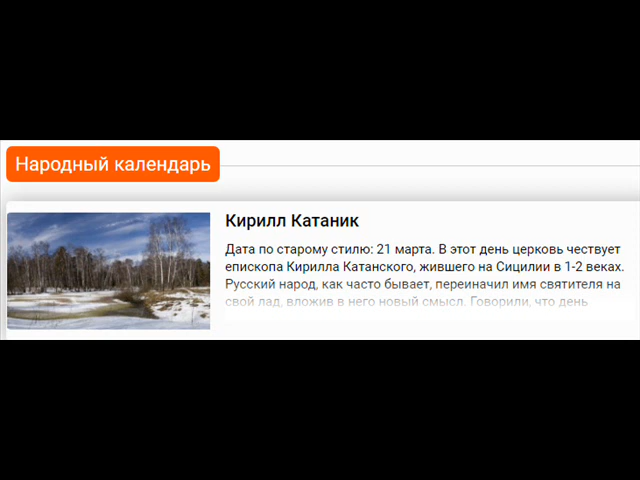 Народный календарь
Кирилл Катаник
Дата по старому стилю: 21 марта. В этот день церковь чествует
епископа Кирилла Катанского, жившего на Сицилии в 1-2 веках.
Русский народ, как часто бывает, переиначил имя святителя на
свой лад, вложив в него новый смысл. Говорили, что день